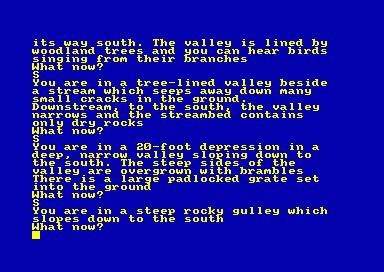 its way south. The valley is lined by
woodland trees and you can hear birds
singing from their branches
What now?
S
You are in a tree-lined valley beside
a stream which seeps away down many
small cracks in the ground.
Downstream, to the south, the valley
narrows and the streambed contains
only dry rocks
What now?
S
You are in a 20-foot depression in a
deep, narrow valley sloping down to
the south. The steep sides of the
valley are overgrown with brambles
There is a large padlocked grate set
into the ground
What now?
S
You are in a steep rocky gulley which
slopes down to the south
What now?